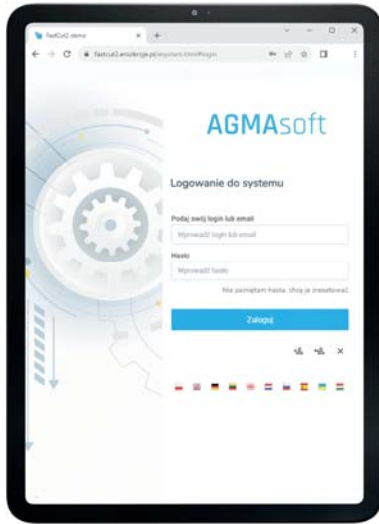 FastCut2 demo
AGMAsoft
Logowanie do systemu
Podaj swój login lub email
Wprowadź login lub email
Hasło
Wprowadź hasło
Nie pamiętam hasła, chcę je zresetować
Zaloguj